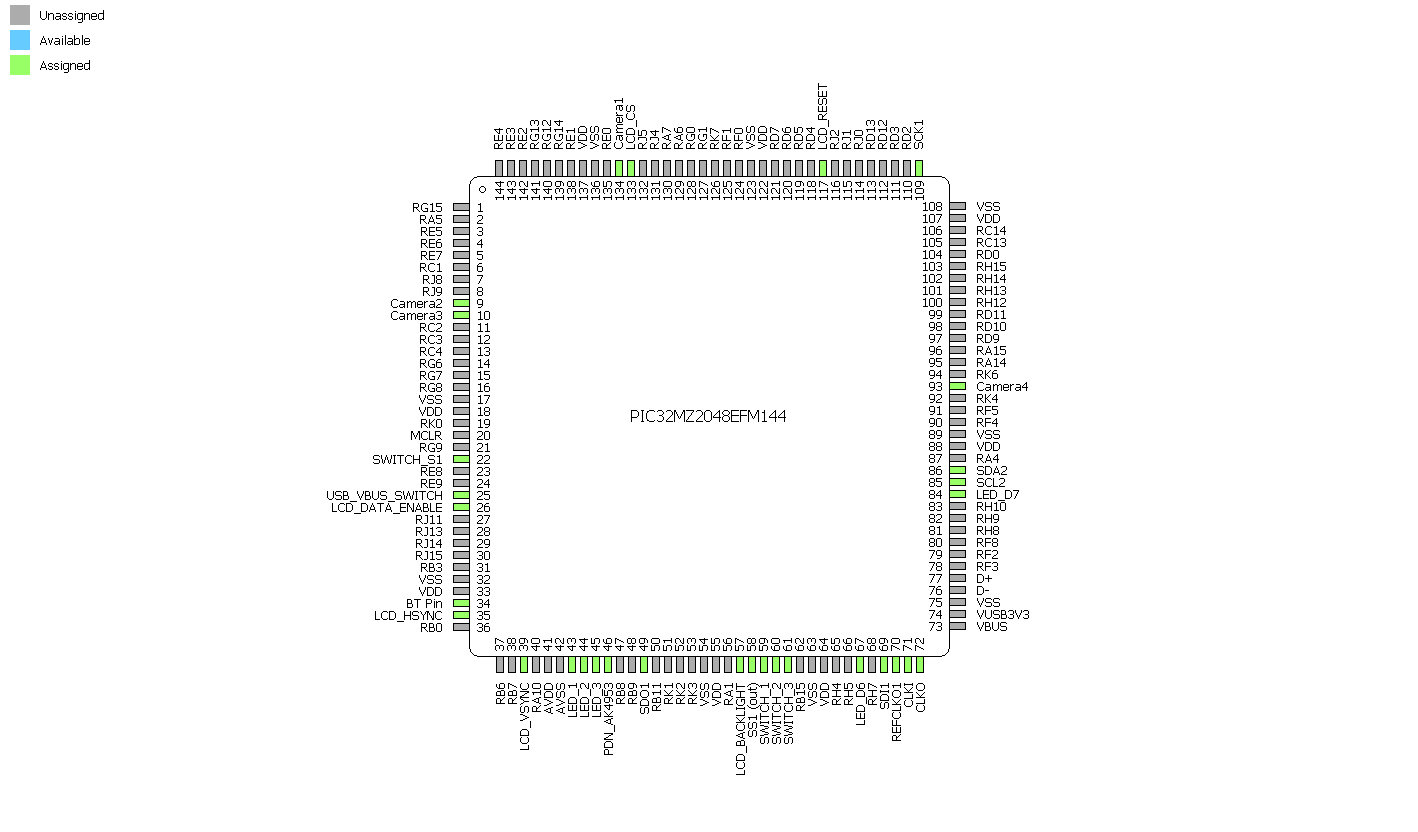 Unassigned
Available
Assigned
RE4
RE3
RE2
RG13
RG12
RG14
RE1
VDD
VSS
RE0
Camera1
LCD_CS
RJ5
RJ4
RA7
RA6
RG0
RG1
RK7
RF1
RF0
VSS
VDD
RD7
RD6
RD5
RD4
LCD_RESET
RJ2
RJ1
RJ0
RD13
RD12
RD3
RD2
SCK1
144
143
142
141
140
139
138
137
136
135
134
133
132
131
130
129
128
127
126
125
124
123
122
121
120
119
118
117
116
115
114
113
112
111
110
109
RG15 1
RA5 2
RE5 3
RE6 4
RE7 5
RC1 6
RJ8 7
RJ9 8
Camera2 9
Camera3 10
RC2 11
RC3 12
RC4 13
RG6 14
RG7 15
RG8 16
VSS 17
VDD 18
RK0 19
MCLR 20
RG9 21
SWITCH_S1 22
RE8 23
RE9 24
USB_VBUS_SWITCH 25
LCD_DATA_ENABLE 26
RJ11 27
RJ13 28
RJ14 29
RJ15 30
RB3 31
VSS 32
VDD 33
BT Pin 34
LCD_HSYNC 35
RB0 36
PIC32MZ2048EFM144
108 VSS
107 VDD
106 RC14
105 RC13
104 RD0
103 RH15
102 RH14
101 RH13
100 RH12
99 RD11
98 RD10
97 RD9
96 RA15
95 RA14
94 RK6
93 Camera4
92 RK4
91 RF5
90 RF4
89 VSS
88 VDD
87 RA4
86 SDA2
85 SCL2
84 LED_D7
83 RH10
82 RH9
81 RH8
80 RF8
79 RF2
78 RF3
77 D+
76 D-
75 VSS
74 VUSB3V3
73 VBUS
37
38
39
40
41
42
43
44
45
46
47
48
49
50
51
52
53
54
55
56
57
58
59
60
61
62
63
64
65
66
67
68
69
70
71
72
RB6
RB7
LCD_VSYNC
RA10
AVDD
AVSS
LED_1
LED_2
LED_3
PDN_AK4953
RB8
RB9
SDO1
RB11
RK1
RK2
RK3
VSS
VDD
RA1
LCD_BACKLIGHT
SS1 (out)
SWITCH_1
SWITCH_2
SWITCH_3
RB15
VSS
VDD
RH4
RH5
LED_D6
RH7
SDI1
REFCLKO1
CLKI
CLKO